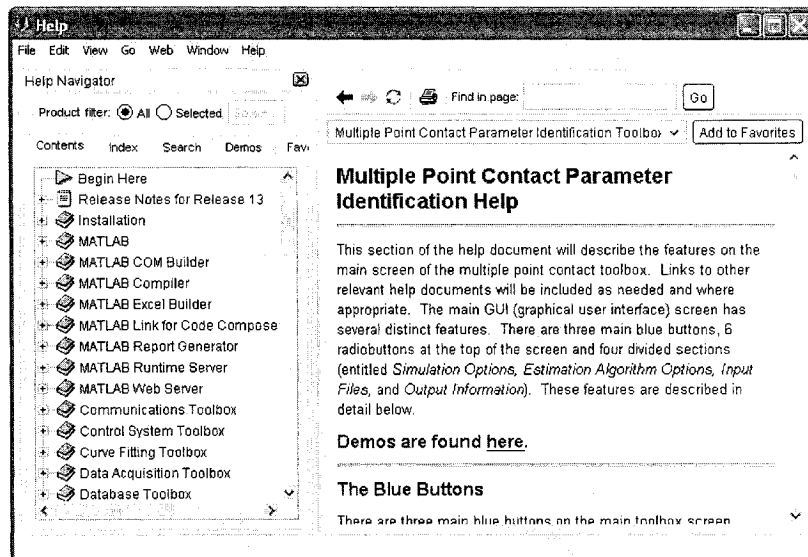 Help
File Edit View Go Web Window Help
Help Navigator
Product filter: All Selected
Contents Index Search Demos Favo
Begin Here
Release Notes for Release 13
Installation
MATLAB
MATLAB COM Builder
MATLAB Compiler
MATLAB Excel Builder
MATLAB Link for Code Compose
MATLAB Report Generator
MATLAB Runtime Server
MATLAB Web Server
Communications Toolbox
Control System Toolbox
Curve Fitting Toolbox
Data Acquisition Toolbox
Database Toolbox
Find in page: Go
Multiple Point Contact Parameter Identification Toolbox Add to Favorites
Multiple Point Contact Parameter
Identification Help
This section of the help document will describe the features on the
main screen of the multiple point contact toolbox. Links to other
relevant help documents will be included as needed and where
appropriate. The main GUI (graphical user interface) screen has
several distinct features. There are three main blue buttons, 6
radiobuttons at the top of the screen and four divided sections
(entitled Simulation Options, Estimation Algorithm Options, Input
Files, and Output Information). These features are described in
detail below.
Demos are found here.
The Blue Buttons
There are three main blue buttons on the main toolbox screen